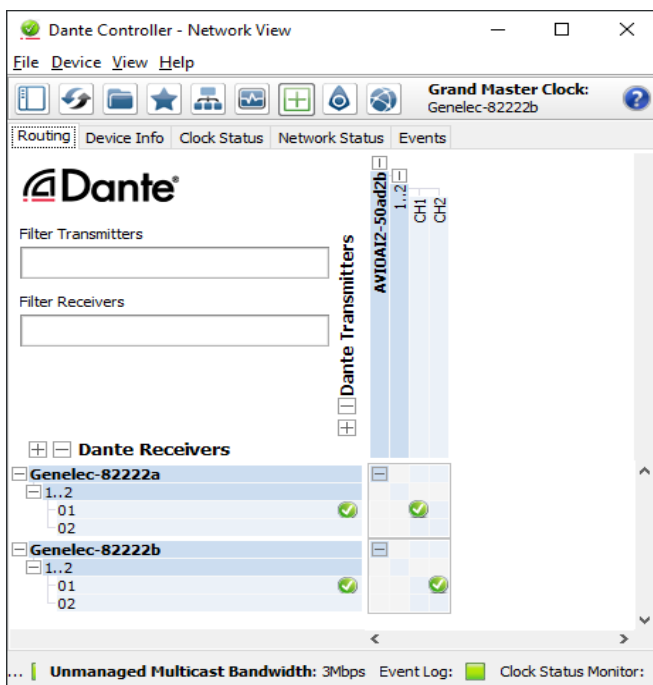 Dante Controller - Network View
File Device View Help
Grand Master Clock:
Genelec-82222b
?
Routing Device Info Clock Status Network Status Events
Dante®
Filter Transmitters
Filter Receivers
Dante Transmitters
AVIOAI2-50ad2b
1..2
CH1
CH2
Dante Receivers
Genelec-82222a
1..2
01
02
Genelec-82222b
1..2
01
02
... Unmanaged Multicast Bandwidth: 3Mbps Event Log: Clock Status Monitor: